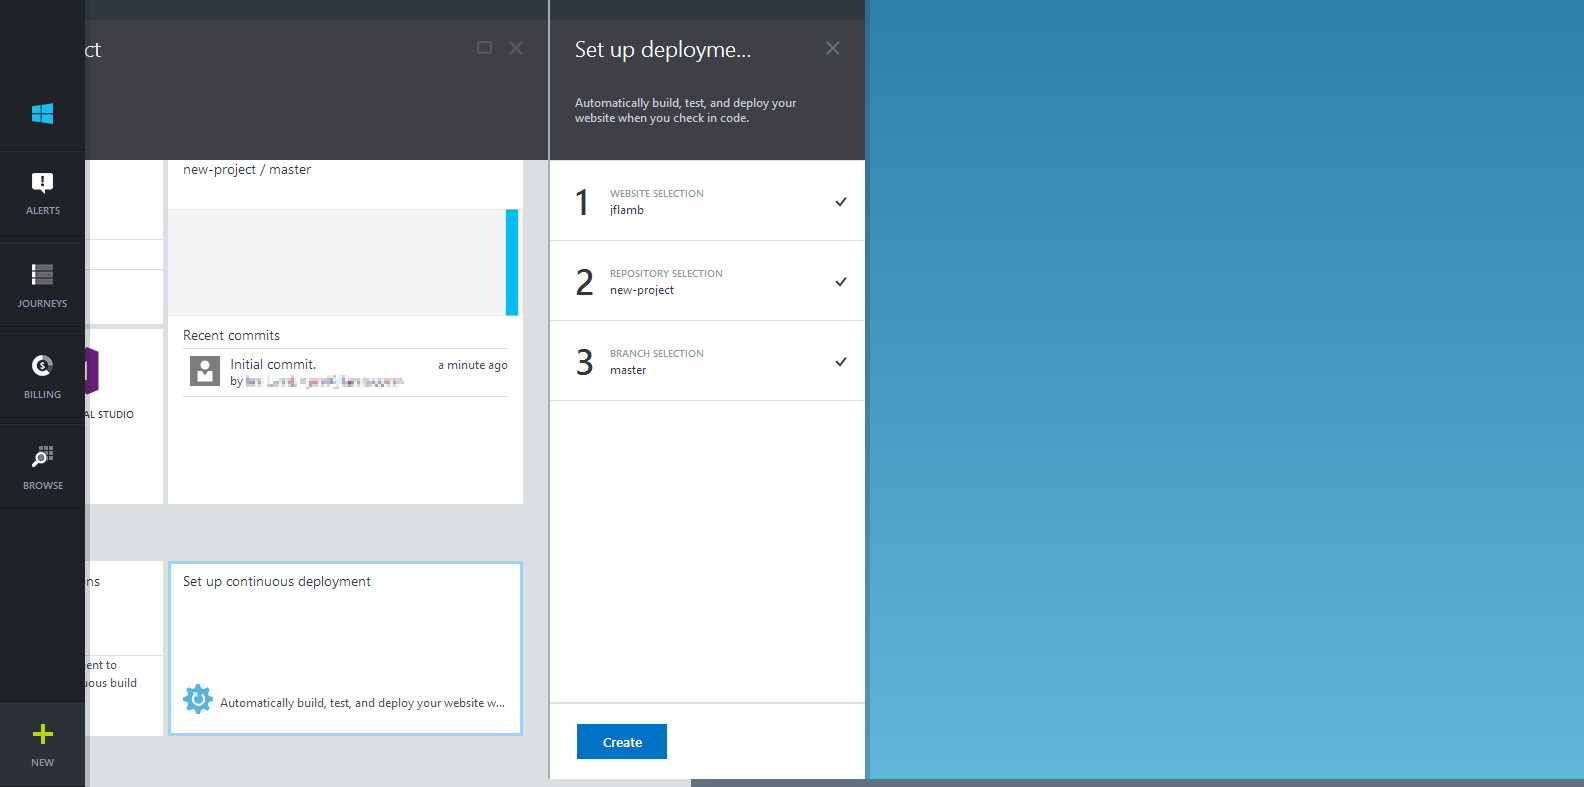 ct
ALERTS
JOURNEYS
BILLING
BROWSE
NEW
AL STUDIO
ns
ent to
uous build
new-project / master
Recent commits
Initial commit.
a minute ago
by
Set up continuous deployment
Automatically build, test, and deploy your website w...
Set up deployme...
Automatically build, test, and deploy your
website when you check in code.
1
WEBSITE SELECTION
jflamb
2
REPOSITORY SELECTION
new-project
3
BRANCH SELECTION
master
Create